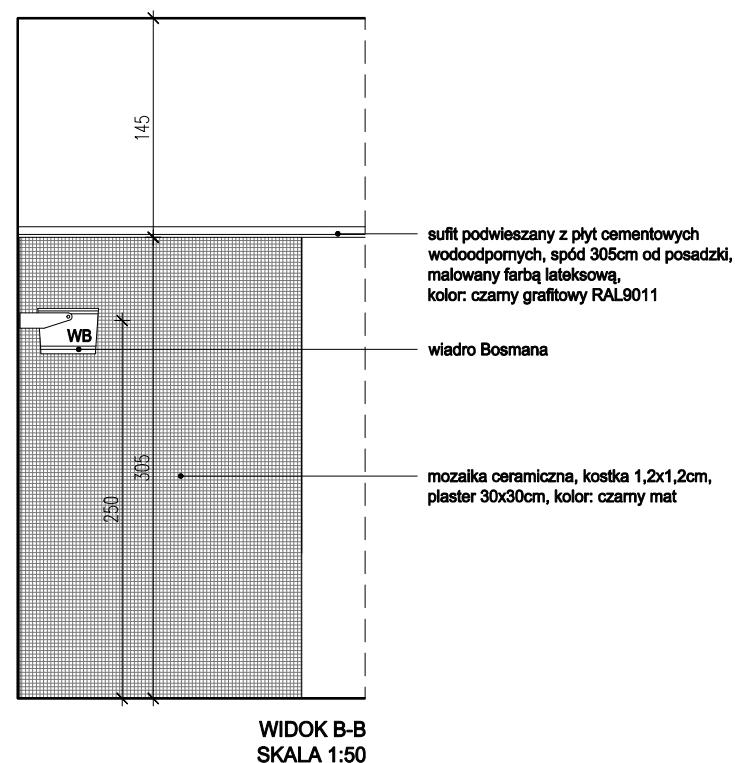 145
sufit podwieszany z płyt cementowych
wodoodpornych, spód 305cm od posadzki,
malowany farbą lateksową,
kolor: czarny grafitowy RAL9011
WB
wiadro Bosmana
305
250
mozaika ceramiczna, kostka 1,2x1,2cm,
plaster 30x30cm, kolor: czarny mat
WIDOK B-B
SKALA 1:50